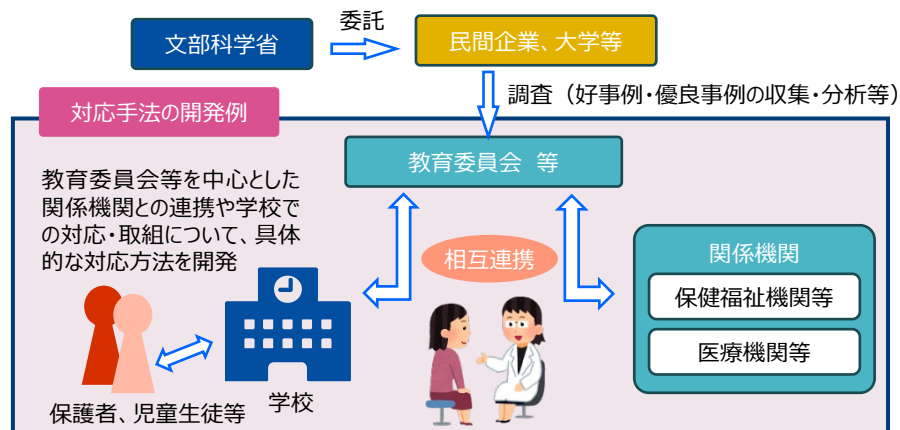 文部科学省
委託
民間企業、大学等
調査（好事例・優良事例の収集・分析等）
対応手法の開発例
教育委員会 等
教育委員会等を中心とした
関係機関との連携や学校で
の対応・取組について、具体
的な対応方法を開発
相互連携
関係機関
保健福祉機関等
医療機関等
学校
保護者、児童生徒等